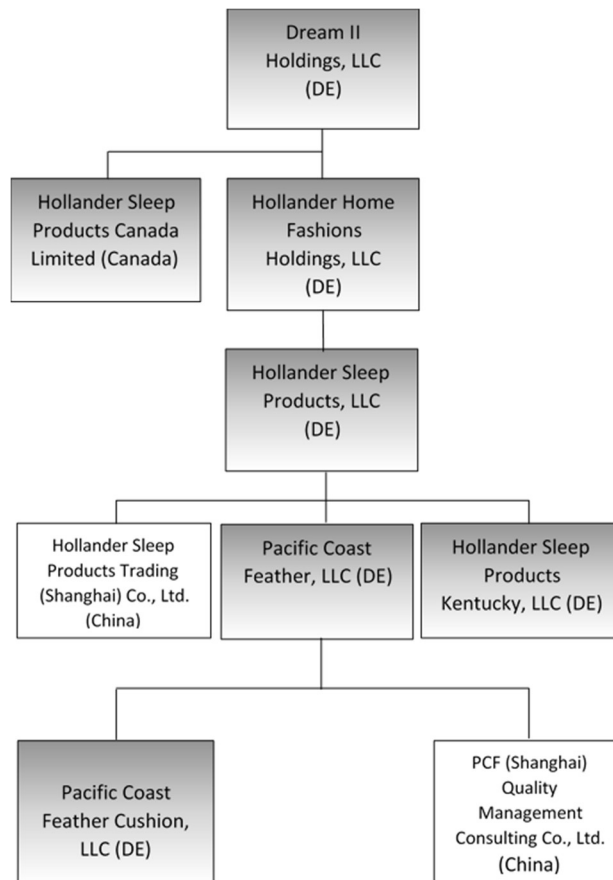 Dream II
Holdings, LLC
(DE)
Hollander Sleep
Products Canada
Limited (Canada)
Hollander Home
Fashions
Holdings, LLC
(DE)
Hollander Sleep
Products, LLC
(DE)
Hollander Sleep
Products Trading
(Shanghai) Co., Ltd.
(China)
Pacific Coast
Feather, LLC (DE)
Hollander Sleep
Products
Kentucky, LLC (DE)
Pacific Coast
Feather Cushion,
LLC (DE)
PCF (Shanghai)
Quality
Management
Consulting Co., Ltd.
(China)